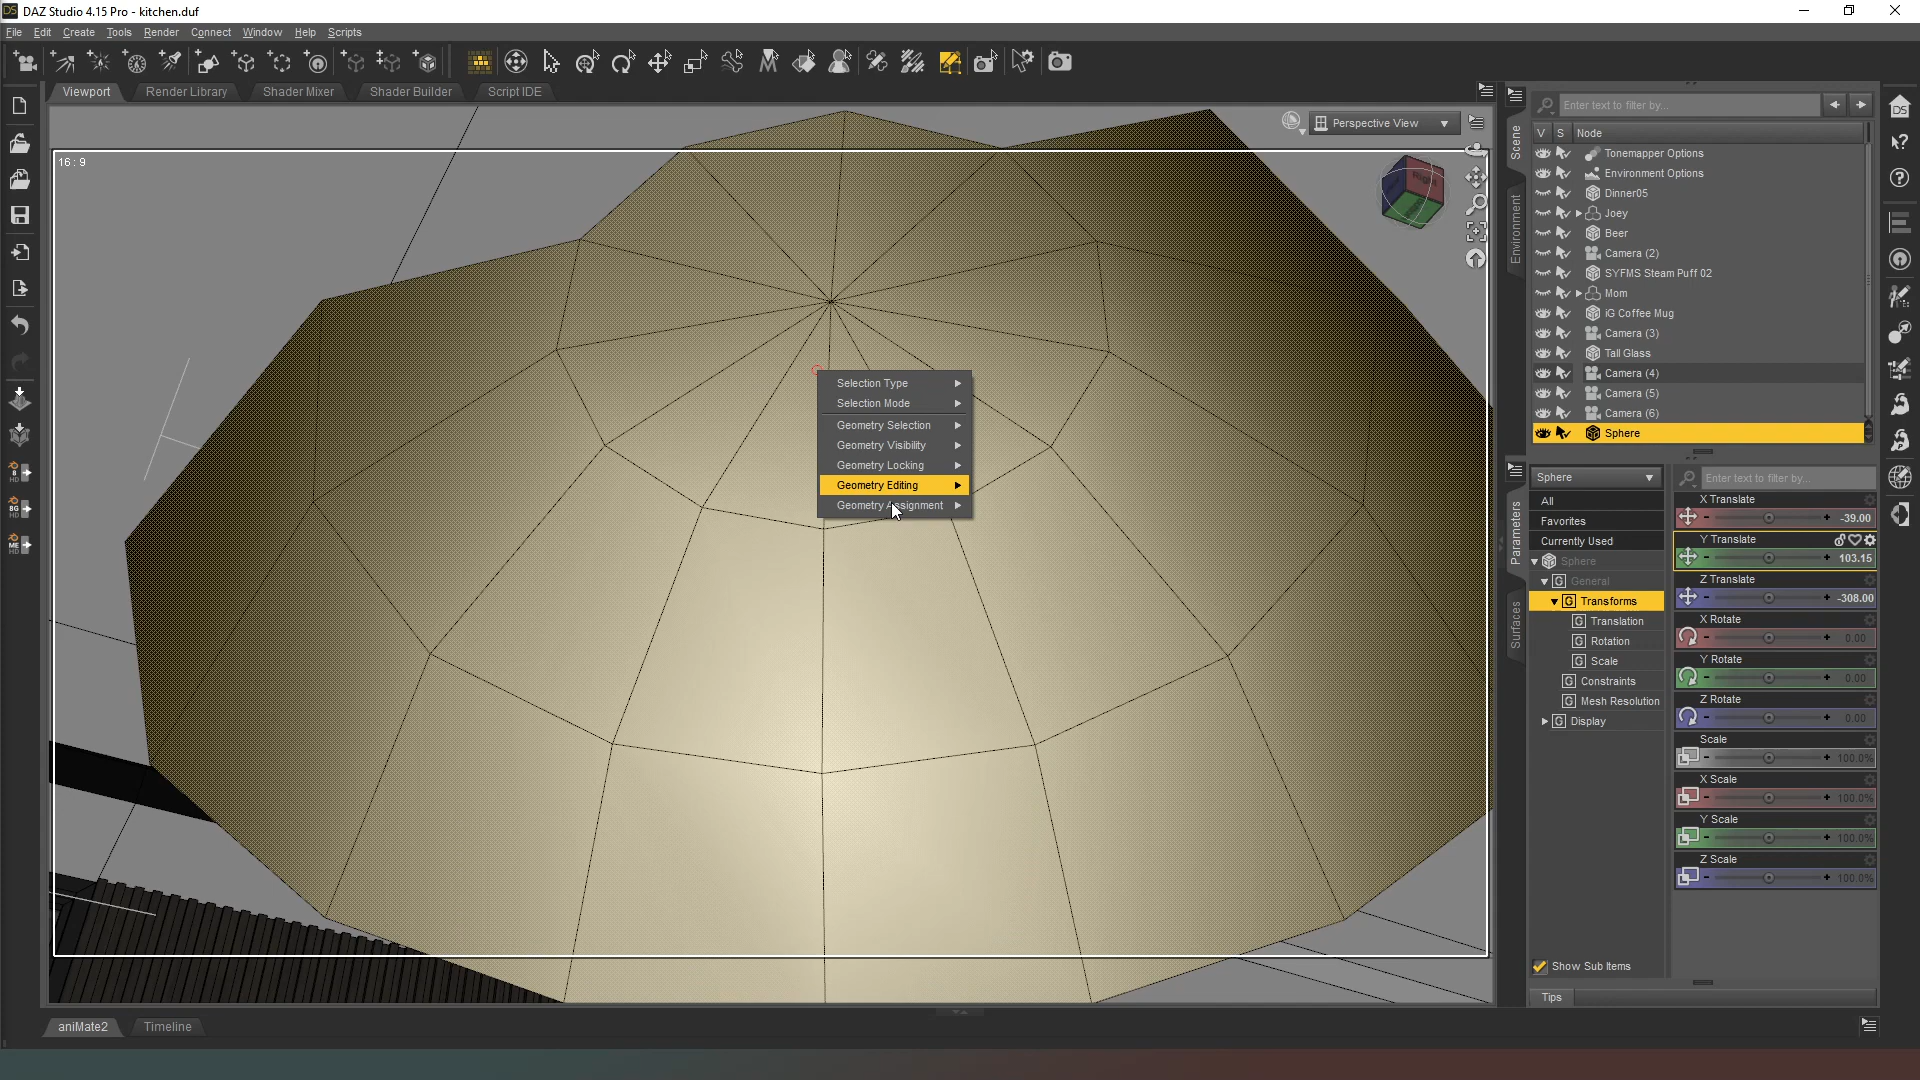 DAZ Studio 4.15 Pro - kitchen.duf
File Edit Create Tools Render Connect Window Help Scripts
Viewport Render Library Shader Mixer Shader Builder Script IDE
16 : 9
Perspective View
Right
Selection Type
Selection Mode
Geometry Selection
Geometry Visibility
Geometry Locking
Geometry Editing
Geometry Assignment
Scene
Environment
Enter text to filter by...
V S Node
Tonemapper Options
Environment Options
Dinner05
Joey
Beer
Camera (2)
SYFMS Steam Puff 02
Mom
iG Coffee Mug
Camera (3)
Tall Glass
Camera (4)
Camera (5)
Camera (6)
Sphere
Parameters
Surfaces
Sphere
Enter text to filter by...
All
Favorites
Currently Used
Sphere
G General
G Transforms
G Translation
G Rotation
G Scale
G Constraints
G Mesh Resolution
G Display
Show Sub Items
X Translate
-39.00
Y Translate
103.15
Z Translate
-308.00
X Rotate
0.00
Y Rotate
0.00
Z Rotate
0.00
Scale
100.0%
X Scale
100.0%
Y Scale
100.0%
Z Scale
100.0%
Tips
aniMate2 Timeline